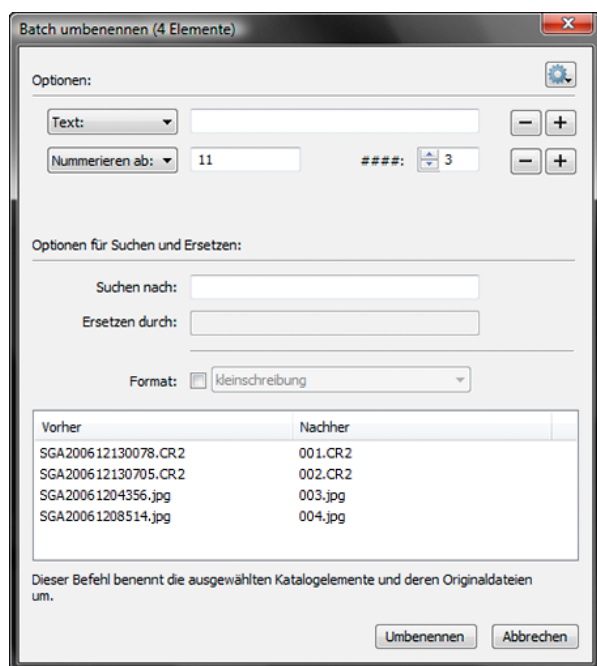 Batch umbenennen (4 Elemente)
Optionen:
Text:
Nummerieren ab: 11 ####: 3
Optionen für Suchen und Ersetzen:
Suchen nach:
Ersetzen durch:
Format: kleinschreibung
Vorher Nachher
SGA200612130078.CR2 001.CR2
SGA200612130705.CR2 002.CR2
SGA20061204356.jpg 003.jpg
SGA20061208514.jpg 004.jpg
Dieser Befehl benennt die ausgewählten Katalogelemente und deren Originaldateien
um.
Umbenennen Abbrechen